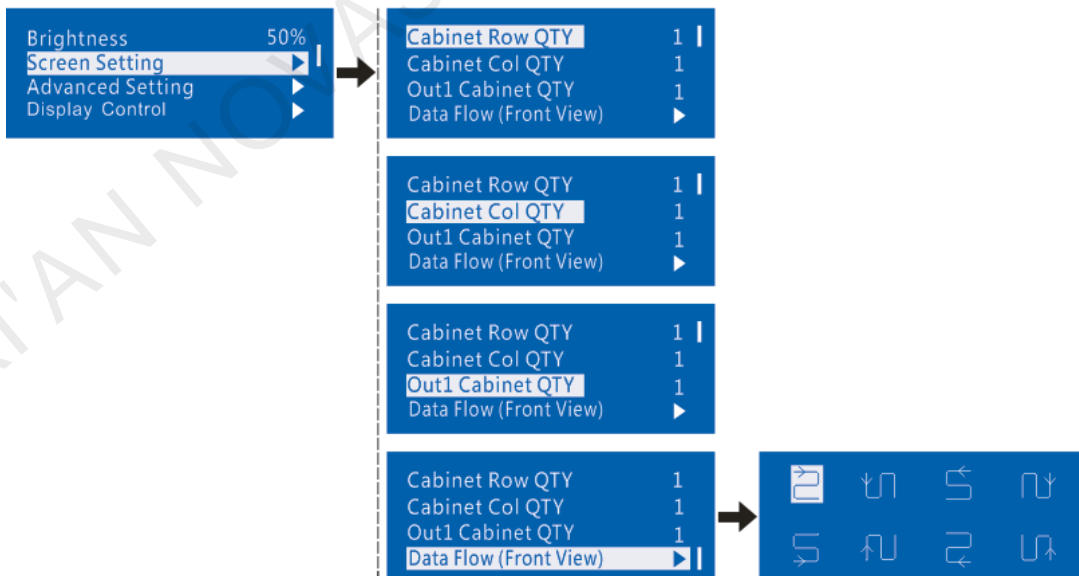 Brightness 50%
Screen Setting
Advanced Setting
Display Control
Cabinet Row QTY 1
Cabinet Col QTY 1
Out1 Cabinet QTY 1
Data Flow (Front View)
Cabinet Row QTY 1
Cabinet Col QTY 1
Out1 Cabinet QTY 1
Data Flow (Front View)
Cabinet Row QTY 1
Cabinet Col QTY 1
Out1 Cabinet QTY 1
Data Flow (Front View)
Cabinet Row QTY 1
Cabinet Col QTY 1
Out1 Cabinet QTY 1
Data Flow (Front View)